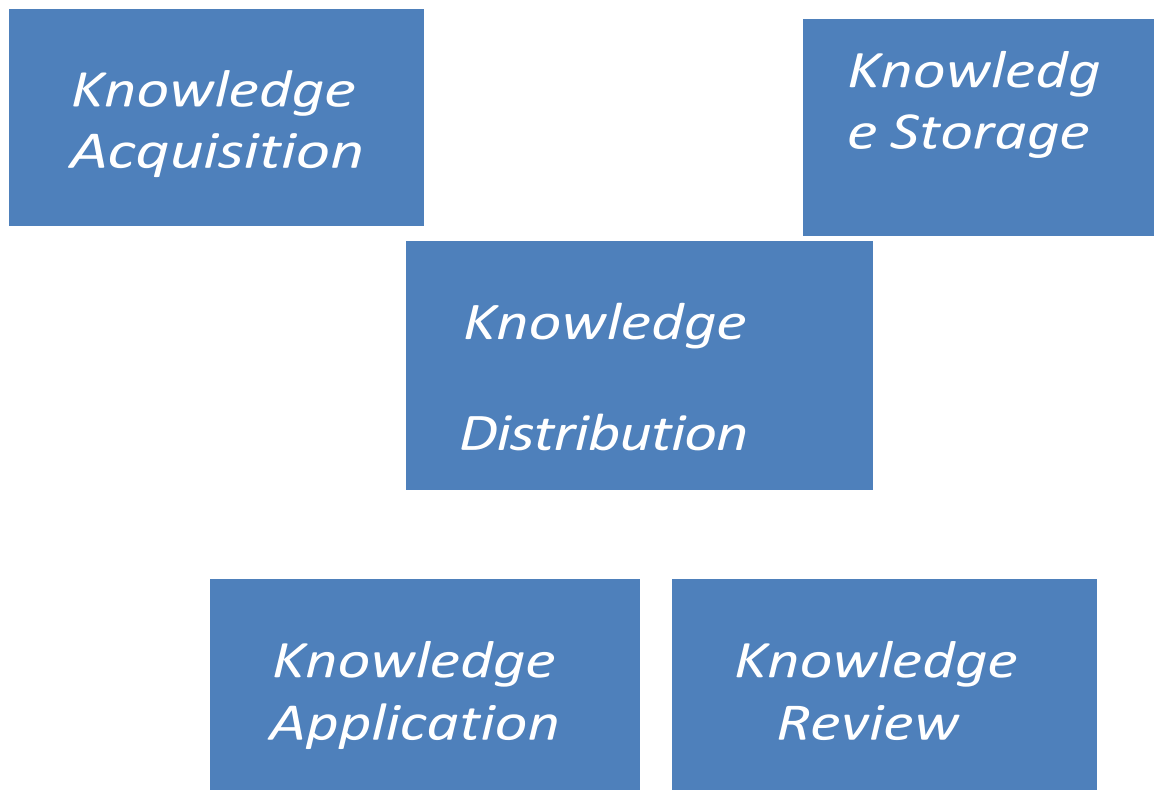 Knowledge
Acquisition
Knowledg
e Storage
Knowledge
Distribution
Knowledge
Application
Knowledge
Review